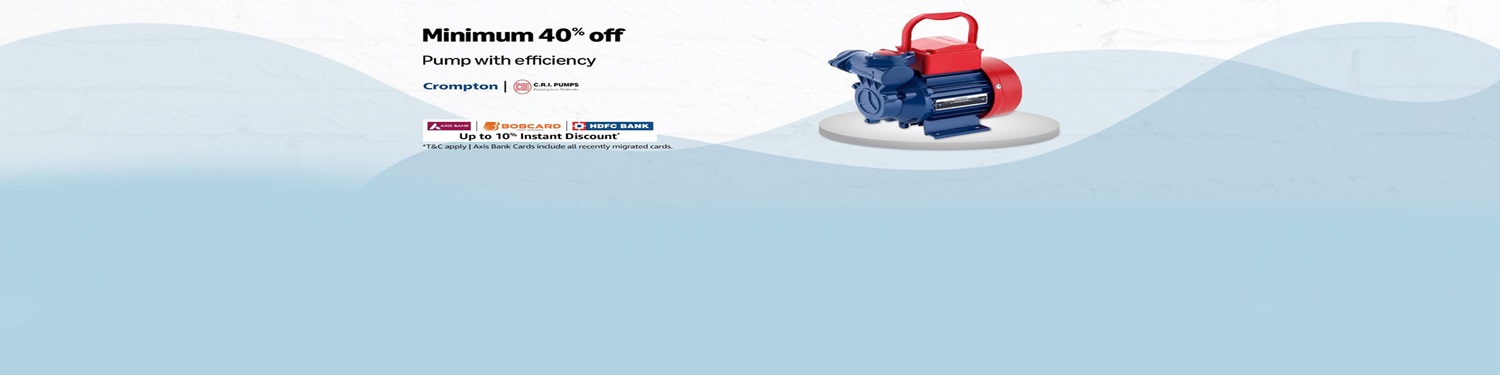 Minimum 40% off
Pump with efficiency
Crompton | C.R.I. PUMPS
AXIS BANK | BOBCARD | HDFC BANK
Up to 10% Instant Discount*
*T&C apply | Axis Bank Cards include all recently migrated cards.